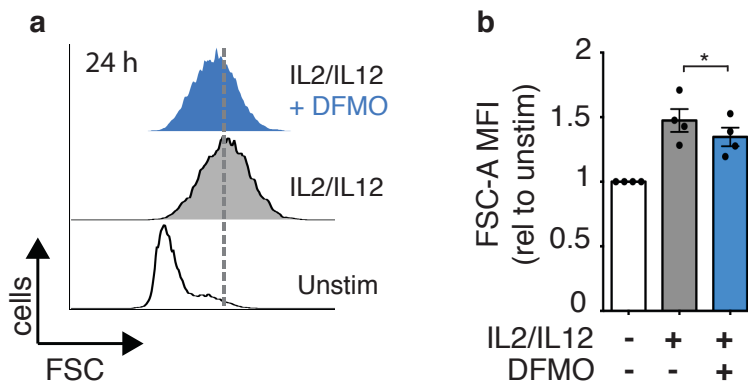 a
24 h
IL2/IL12
+ DFMO
IL2/IL12
Unstim
cells
FSC
b
FSC-A MFI
(rel to unstim)
2
1.5
1
0.5
0
*
IL2/IL12 - + +
DFMO - - +